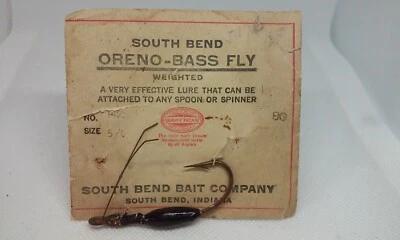 SOUTH BEND
ORENO-BASS FLY
WEIGHTED
A VERY EFFECTIVE LURE THAT CAN BE
ATTACHED TO ANY SPOON OR SPINNER
NO.
SIZE 5/
SOUTH BEND BAIT COMPANY
SOUTH BEND, INDIANA